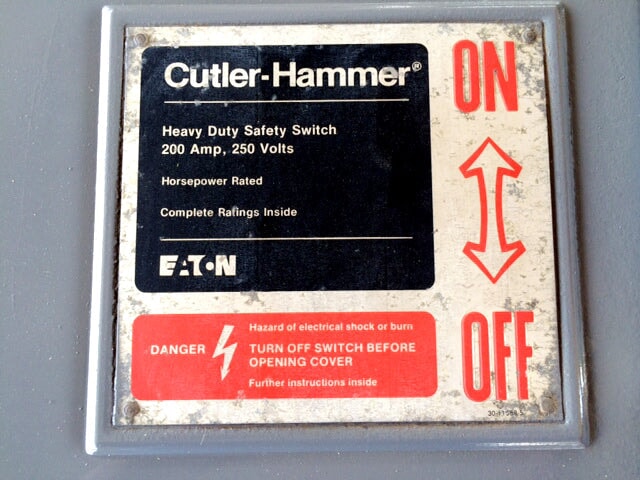 Cutler-Hammer®
Heavy Duty Safety Switch
200 Amp, 250 Volts
Horsepower Rated
Complete Ratings Inside
EATON
ON
OFF
DANGER
Hazard of electrical shock or burn
TURN OFF SWITCH BEFORE
OPENING COVER
Further instructions inside